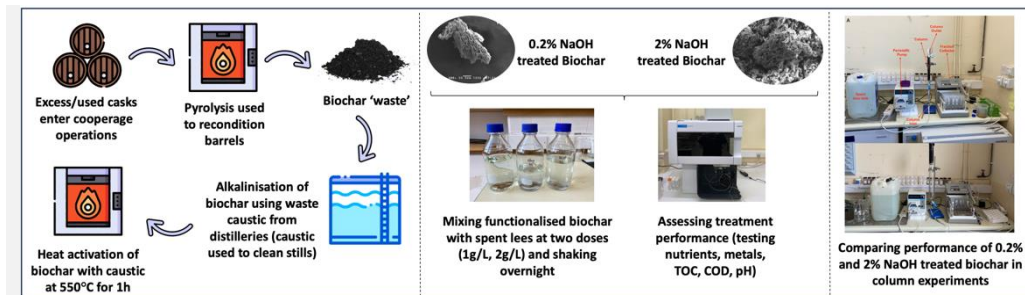 Excess/used casks
enter cooperage
operations
Pyrolysis used
to recondition
barrels
Biochar ‘waste’
Alkalinisation of
biochar using waste
caustic from
distilleries (caustic
used to clean stills)
Heat activation of
biochar with caustic
at 550°C for 1h
0.2% NaOH
treated Biochar
2% NaOH
treated Biochar
Mixing functionalised biochar
with spent lees at two doses
(1g/L, 2g/L) and shaking
overnight
Assessing treatment
performance (testing
nutrients, metals,
TOC, COD, pH)
A
Comparing performance of 0.2%
and 2% NaOH treated biochar in
column experiments